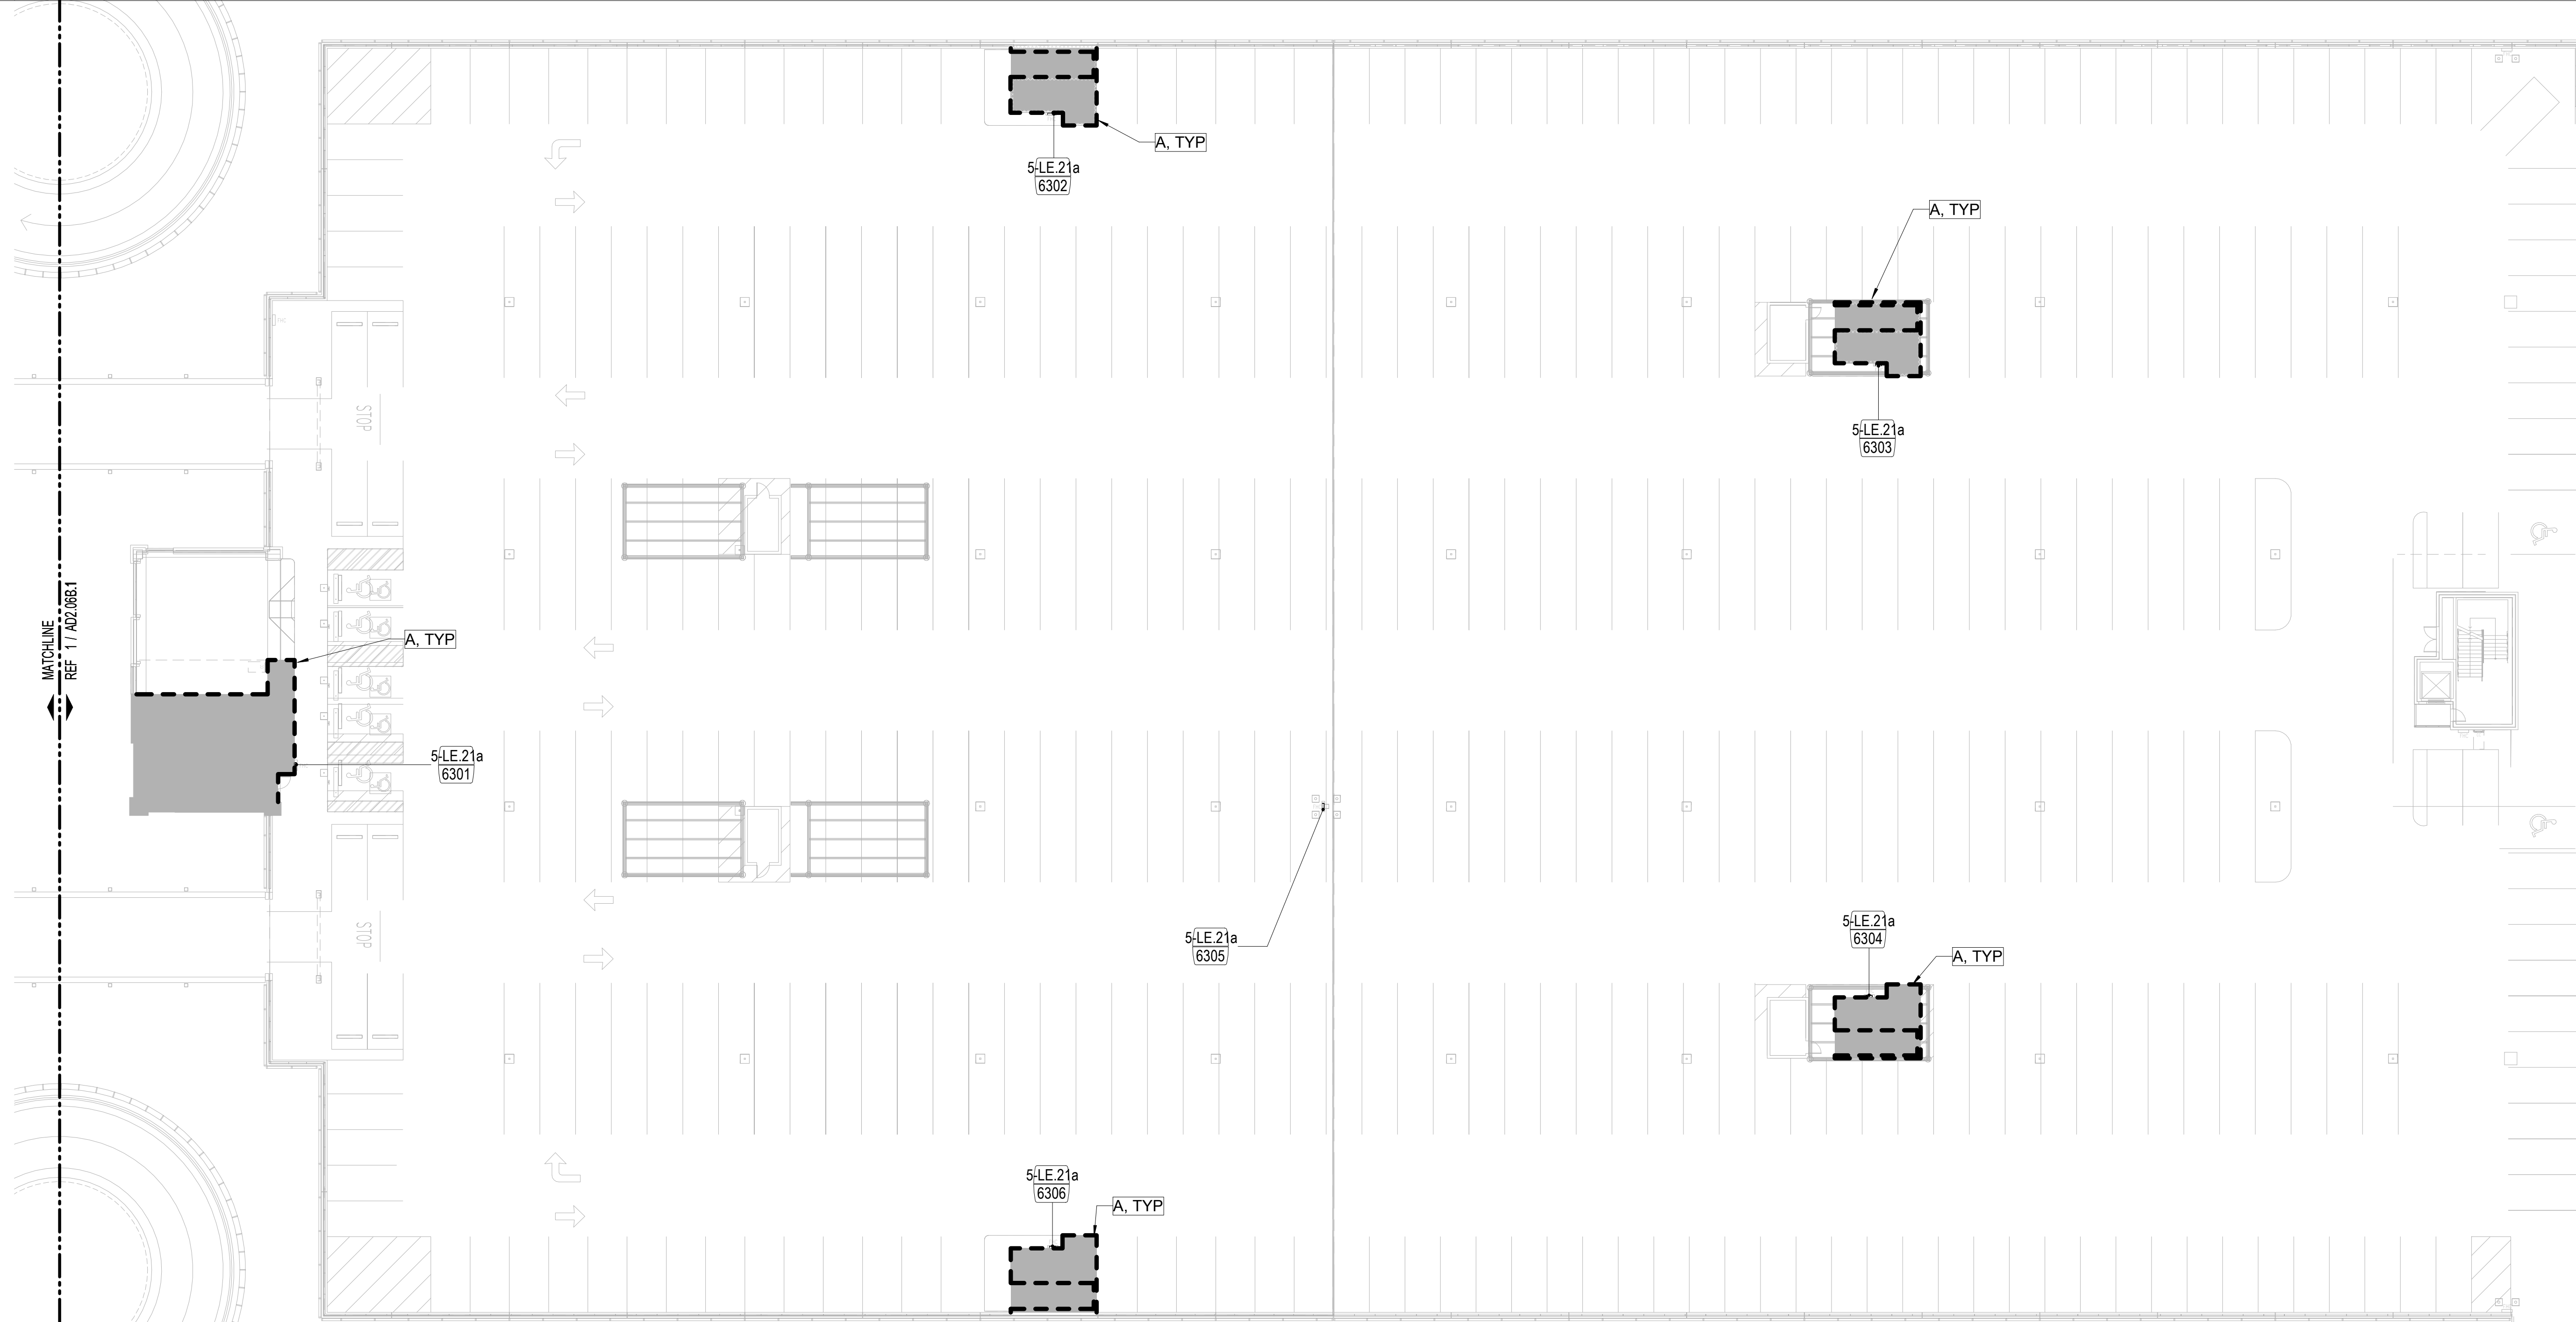 A, TYP
5-LE.21a
6302
A, TYP
5-LE.21a
6303
STOP
MATCHLINE
REF 1 / AD2.06B.1
A, TYP
5-LE.21a
6301
5-LE.21a
6305
5-LE.21a
6304
A, TYP
STOP
5-LE.21a
6306
A, TYP